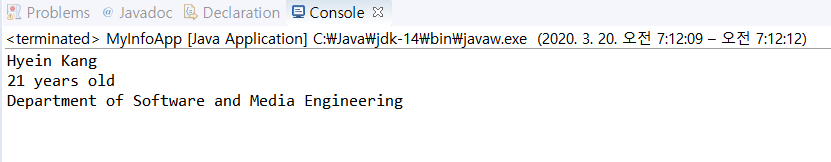 Problems @ Javadoc Declaration Console
<terminated> MyInfoApp [Java Application] C:₩Java₩jdk-14₩bin₩javaw.exe (2020. 3. 20. 오전 7:12:09 – 오전 7:12:12)
Hyein Kang
21 years old
Department of Software and Media Engineering